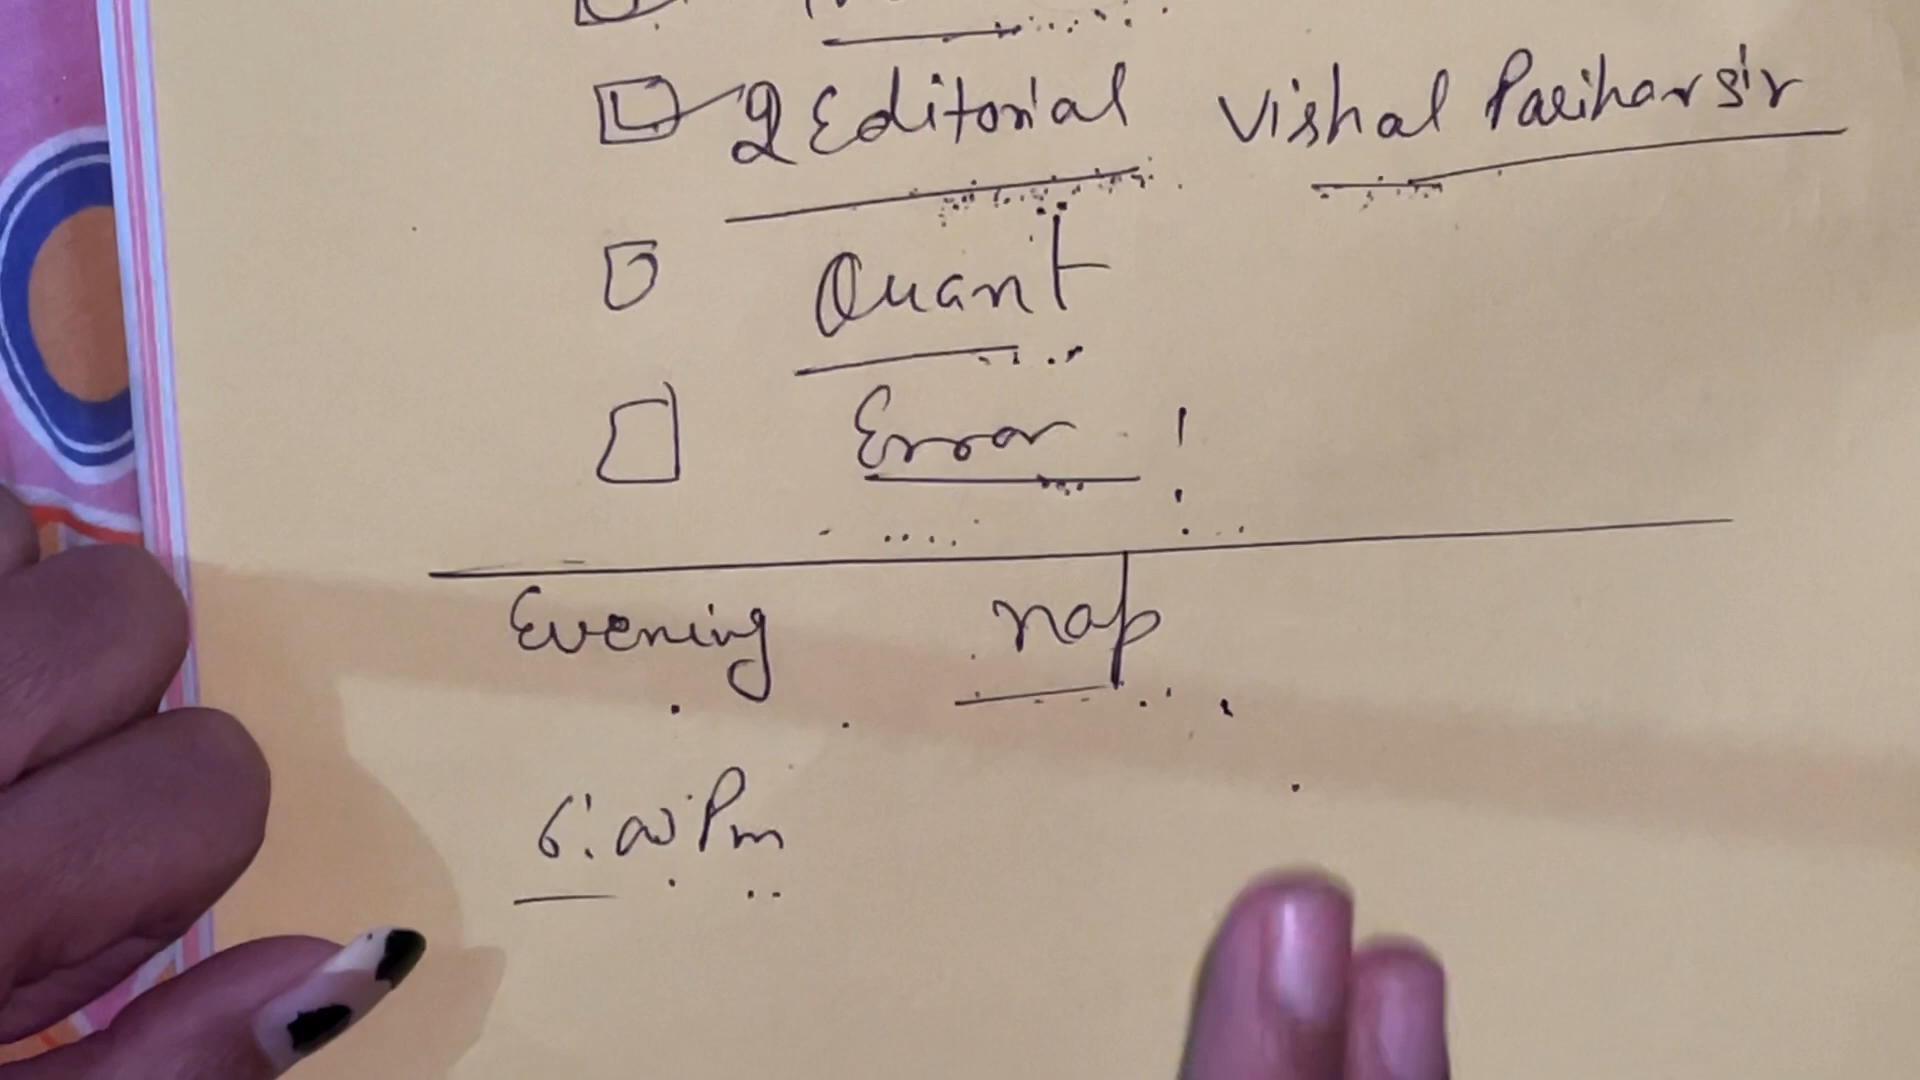 2 Editorial Vishal Parihar sir
Quant
Error !
Evening nap
6:00 Pm